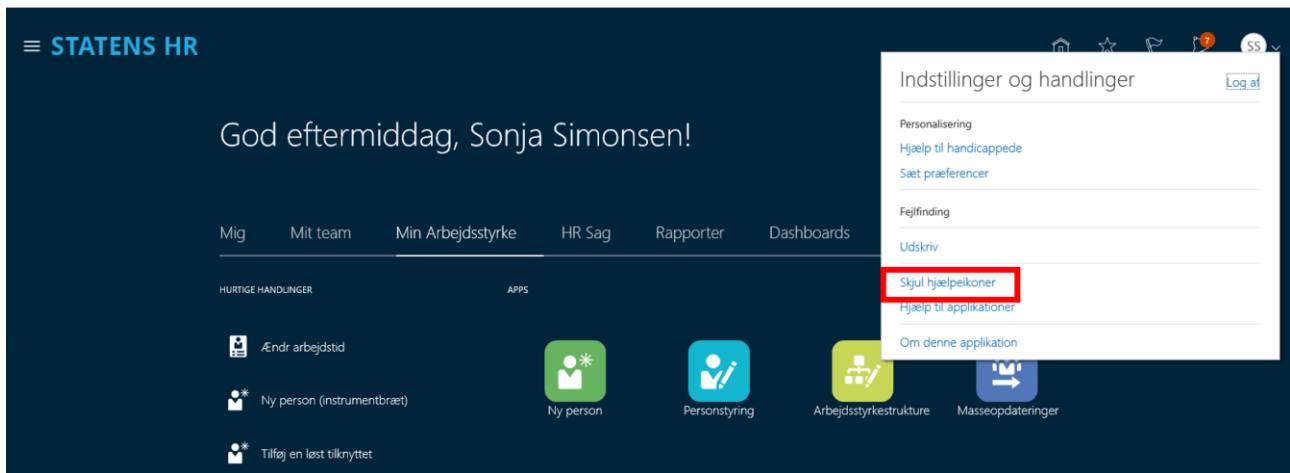 STATENS HR
7
SS
Indstillinger og handlinger
Log af
Personalisering
Hjælp til handicappede
Sæt præferencer
Fejlfinding
Udskriv
Skjul hjælpeikoner
Hjælp til applikationer
Om denne applikation
God eftermiddag, Sonja Simonsen!
Mig Mit team Min Arbejdsstyrke HR Sag Rapporter Dashboards
HURTIGE HANDLINGER
Ændr arbejdstid
Ny person (instrumentbræt)
Tilføj en løst tilknyttet
APPS
Ny person Personstyring Arbejdsstyrkestrukture Masseopdateringer